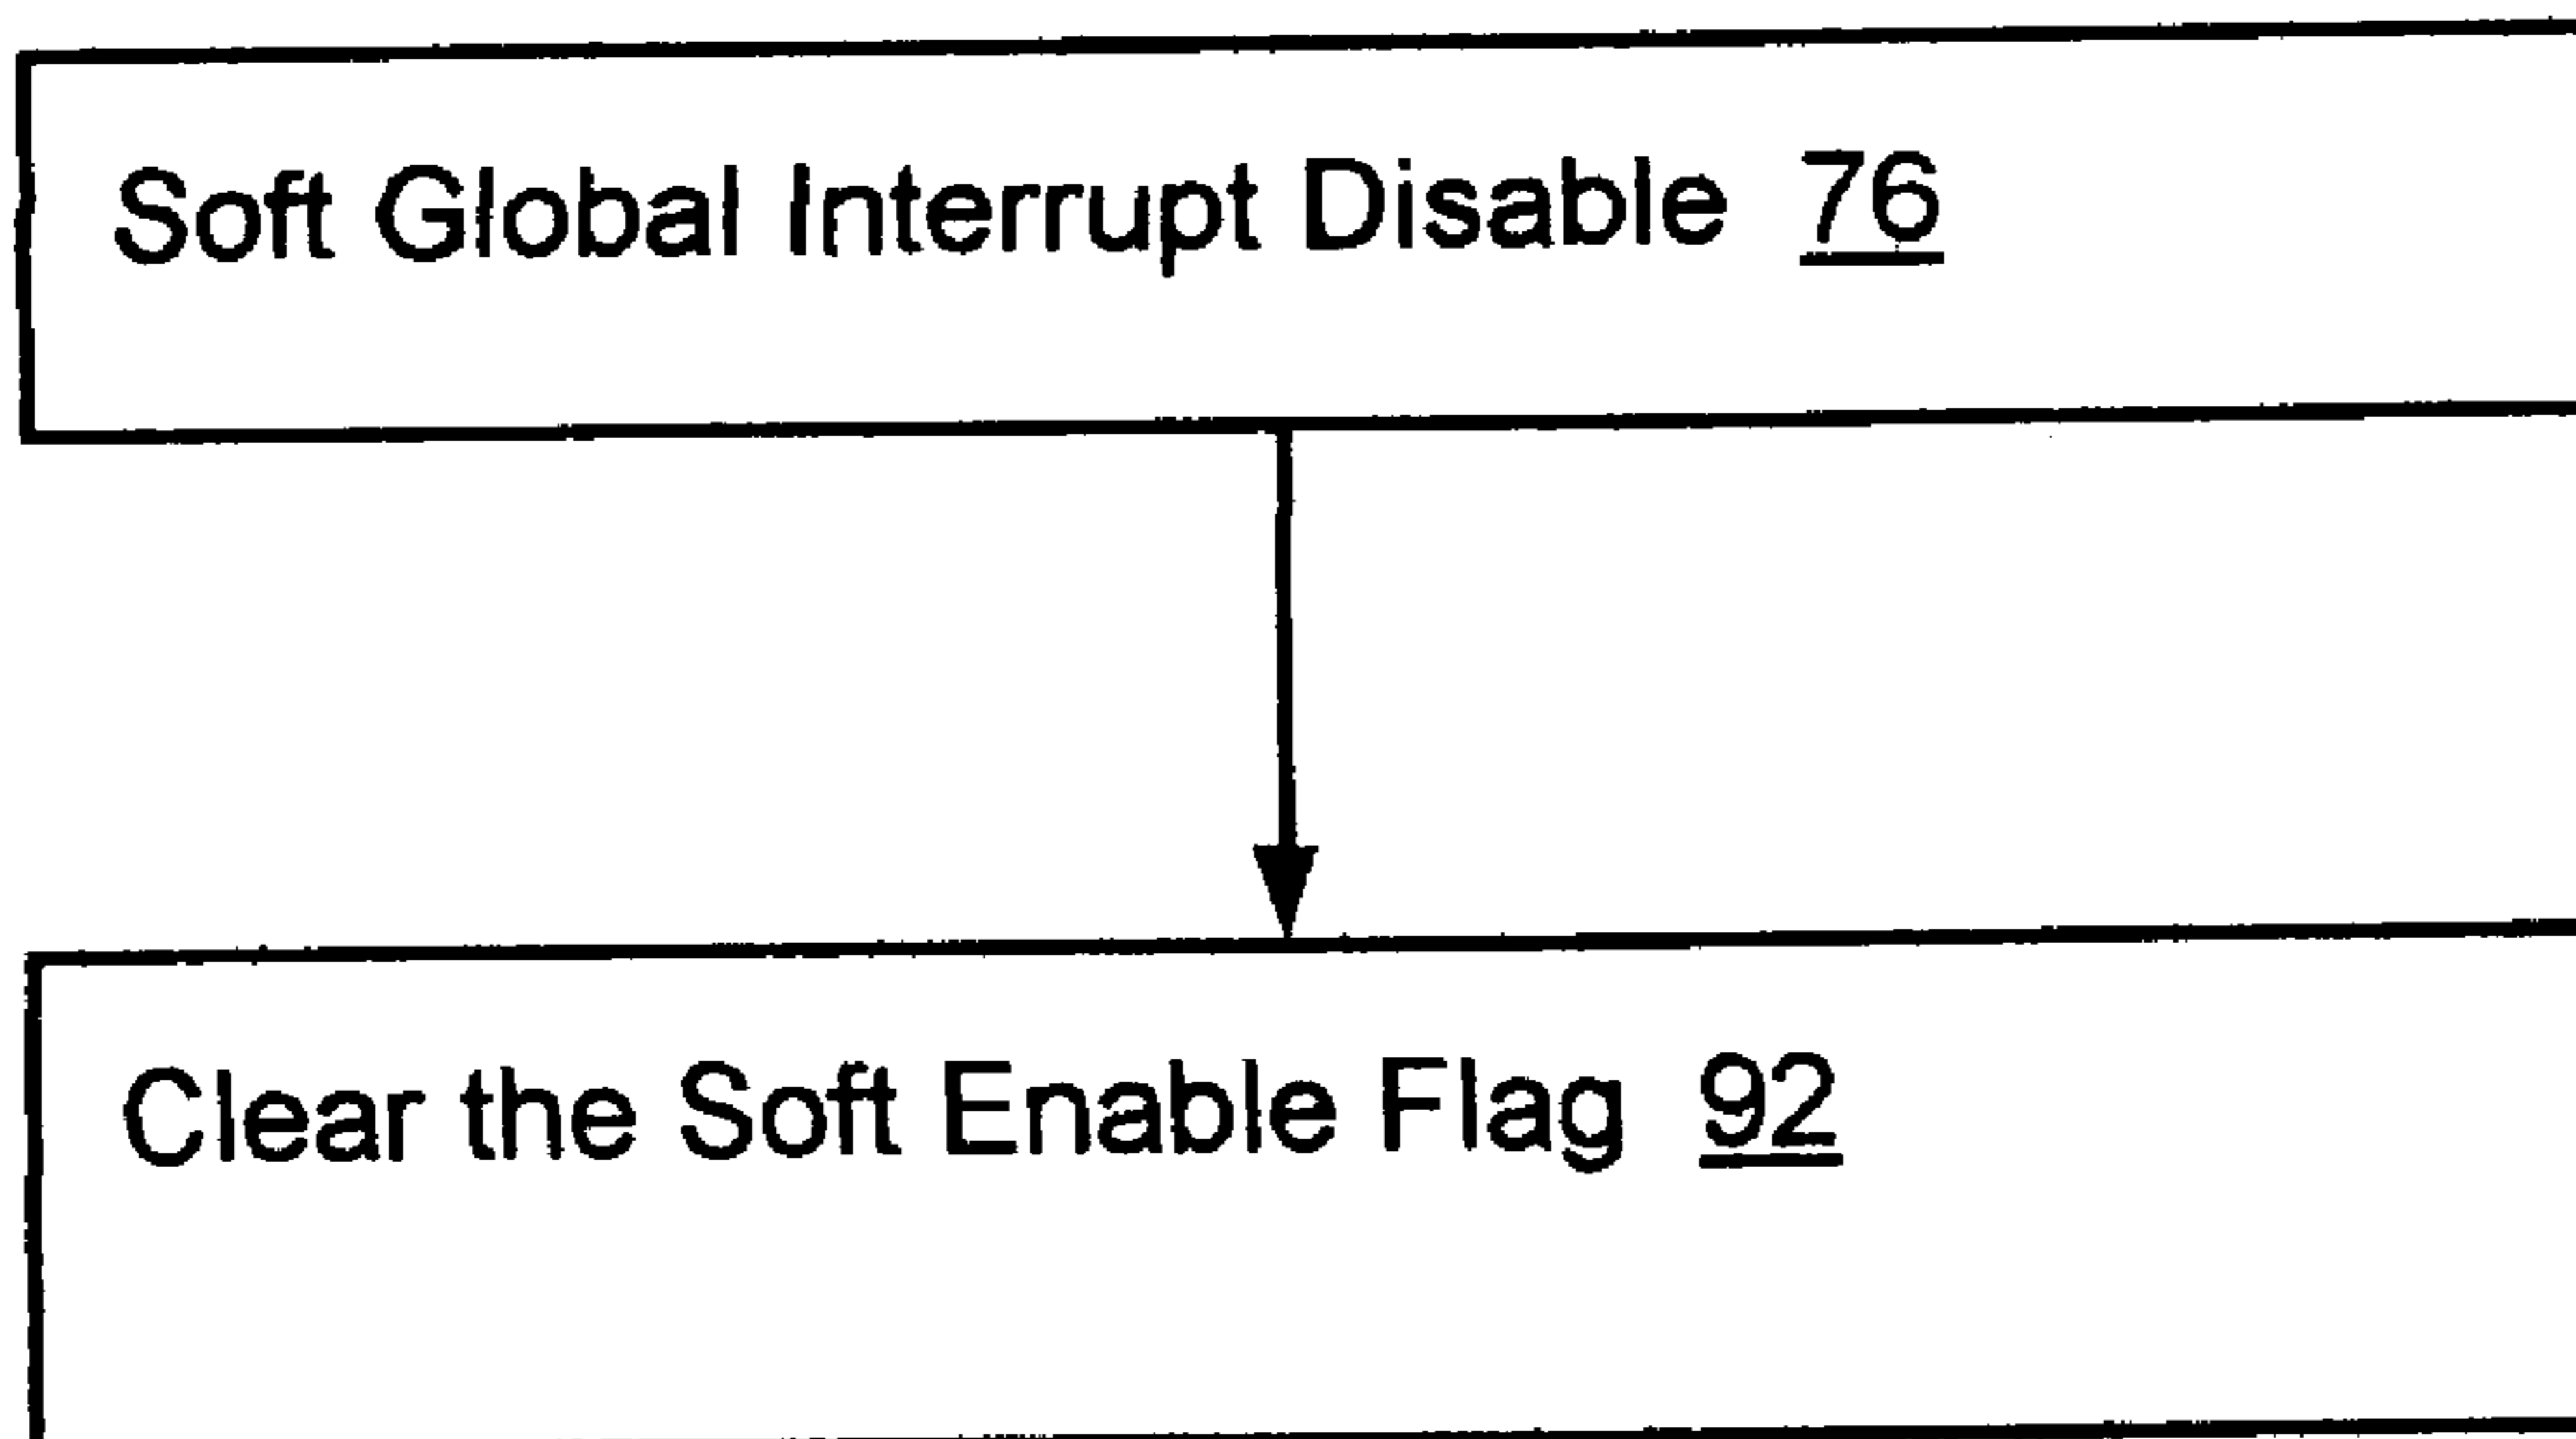 Soft Global Interrupt Disable 76
Clear the Soft Enable Flag 92